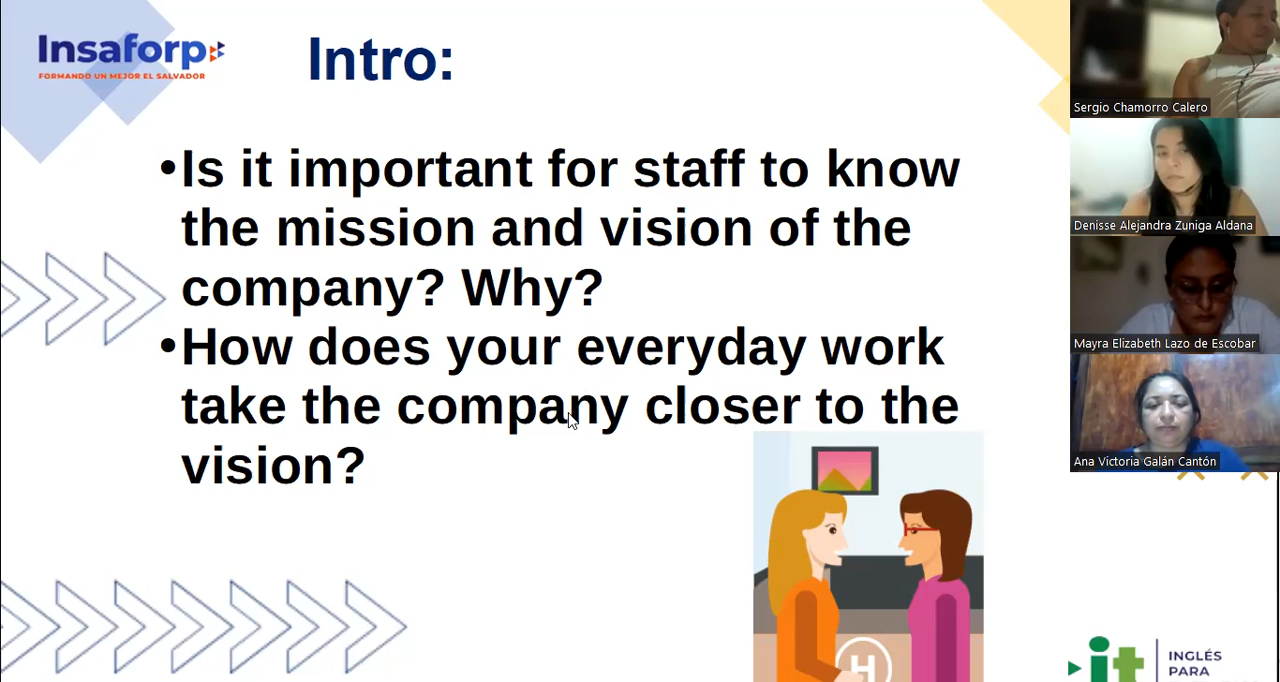 Insaforp
FORMANDO UN MEJOR EL SALVADOR
Intro:
•Is it important for staff to know
the mission and vision of the
company? Why?
•How does your everyday work
take the company closer to the
vision?
H
Sergio Chamorro Calero
Denisse Alejandra Zuniga Aldana
Mayra Elizabeth Lazo de Escobar
Ana Victoria Galán Cantón
it
INGLÉS
PARA